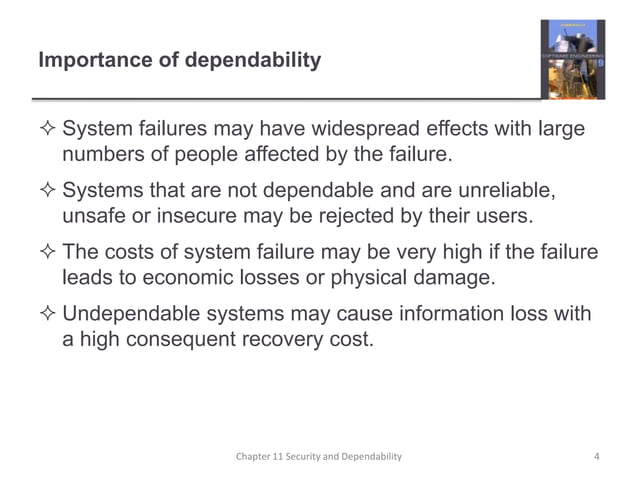 Importance of dependability
SOFTWARE ENGINEERING
9
✧ System failures may have widespread effects with large
numbers of people affected by the failure.
✧ Systems that are not dependable and are unreliable,
unsafe or insecure may be rejected by their users.
✧ The costs of system failure may be very high if the failure
leads to economic losses or physical damage.
✧ Undependable systems may cause information loss with
a high consequent recovery cost.
Chapter 11 Security and Dependability
4